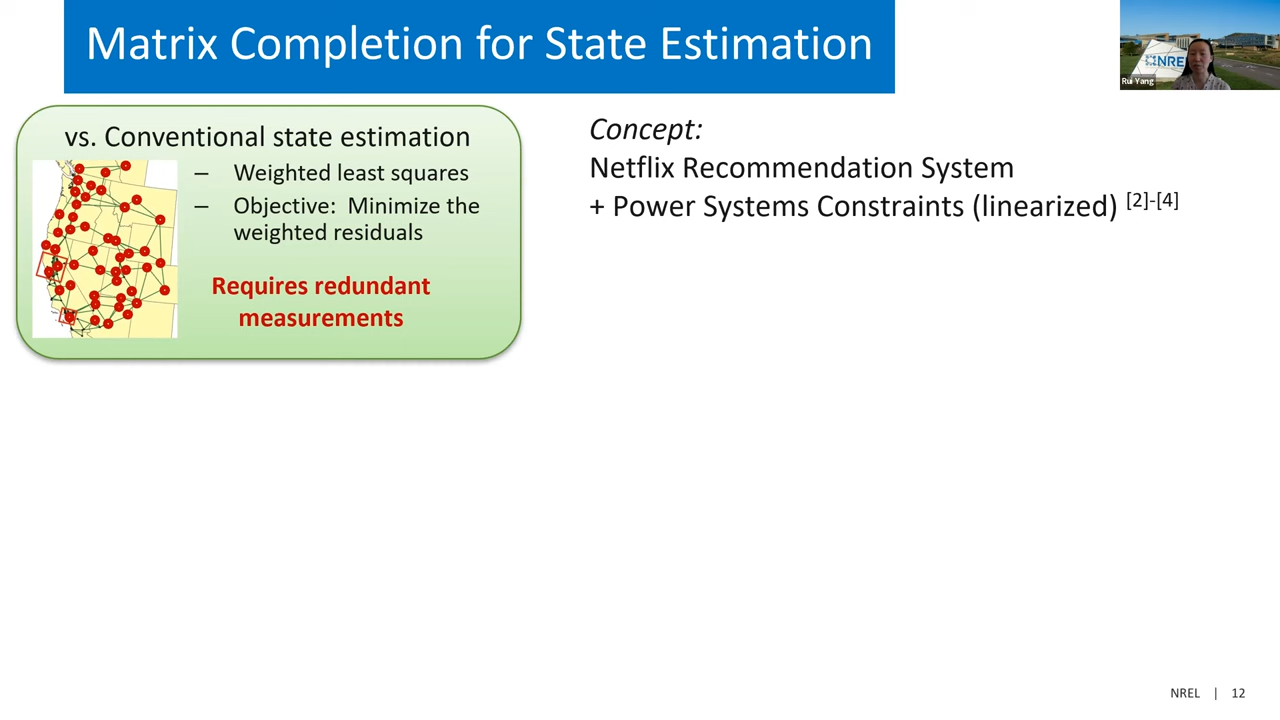 Matrix Completion for State Estimation
NREL
Rui Yang
vs. Conventional state estimation
– Weighted least squares
– Objective: Minimize the
weighted residuals
Requires redundant
measurements
Concept:
Netflix Recommendation System
+ Power Systems Constraints (linearized) [2]-[4]
NREL | 12